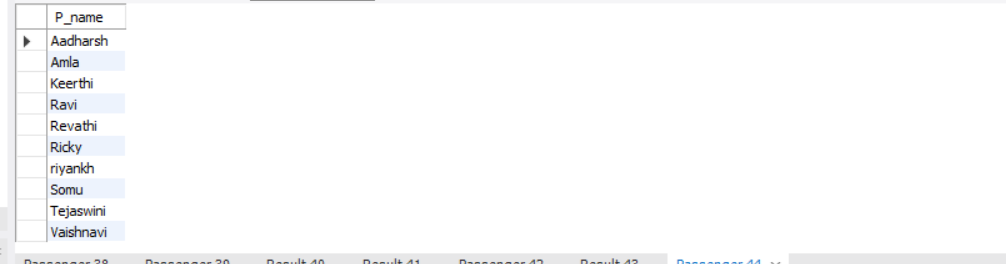 P_name
Aadharsh
Amla
Keerthi
Ravi
Revathi
Ricky
riyankh
Somu
Tejaswini
Vaishnavi
Passenger 38 Passenger 39 Result 40 Result 41 Passenger 42 Result 43 Passenger 44